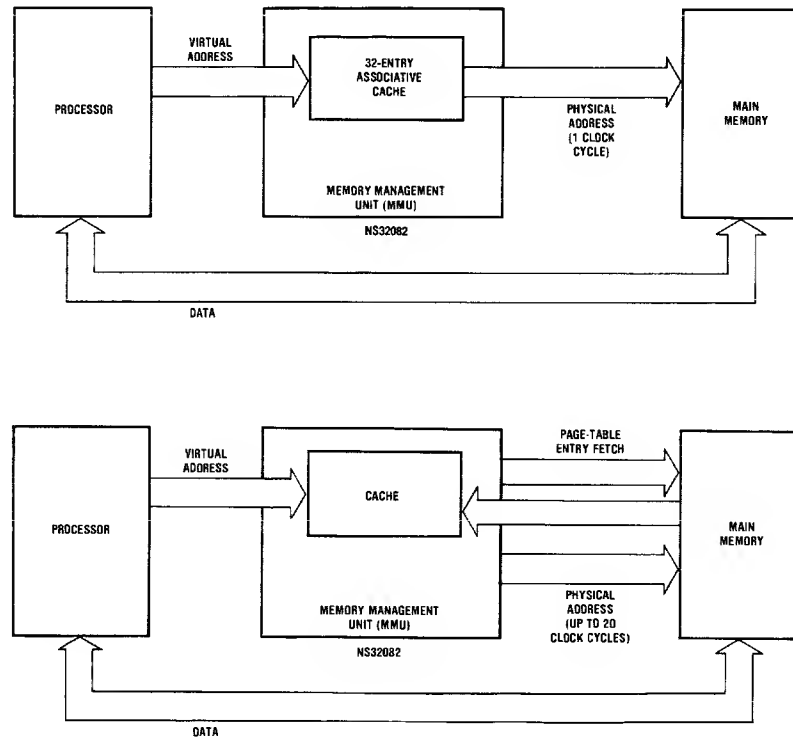 VIRTUAL
ADDRESS
32-ENTRY
ASSOCIATIVE
CACHE
PROCESSOR
PHYSICAL
ADDRESS
(1 CLOCK
CYCLE)
MAIN
MEMORY
MEMORY MANAGEMENT
UNIT (MMU)
NS32082
DATA
PAGE-TABLE
ENTRY FETCH
VIRTUAL
ADDRESS
CACHE
PROCESSOR
MAIN
MEMORY
MEMORY MANAGEMENT
UNIT (MMU)
PHYSICAL
ADDRESS
(UP TO 20
CLOCK CYCLES)
NS32082
DATA